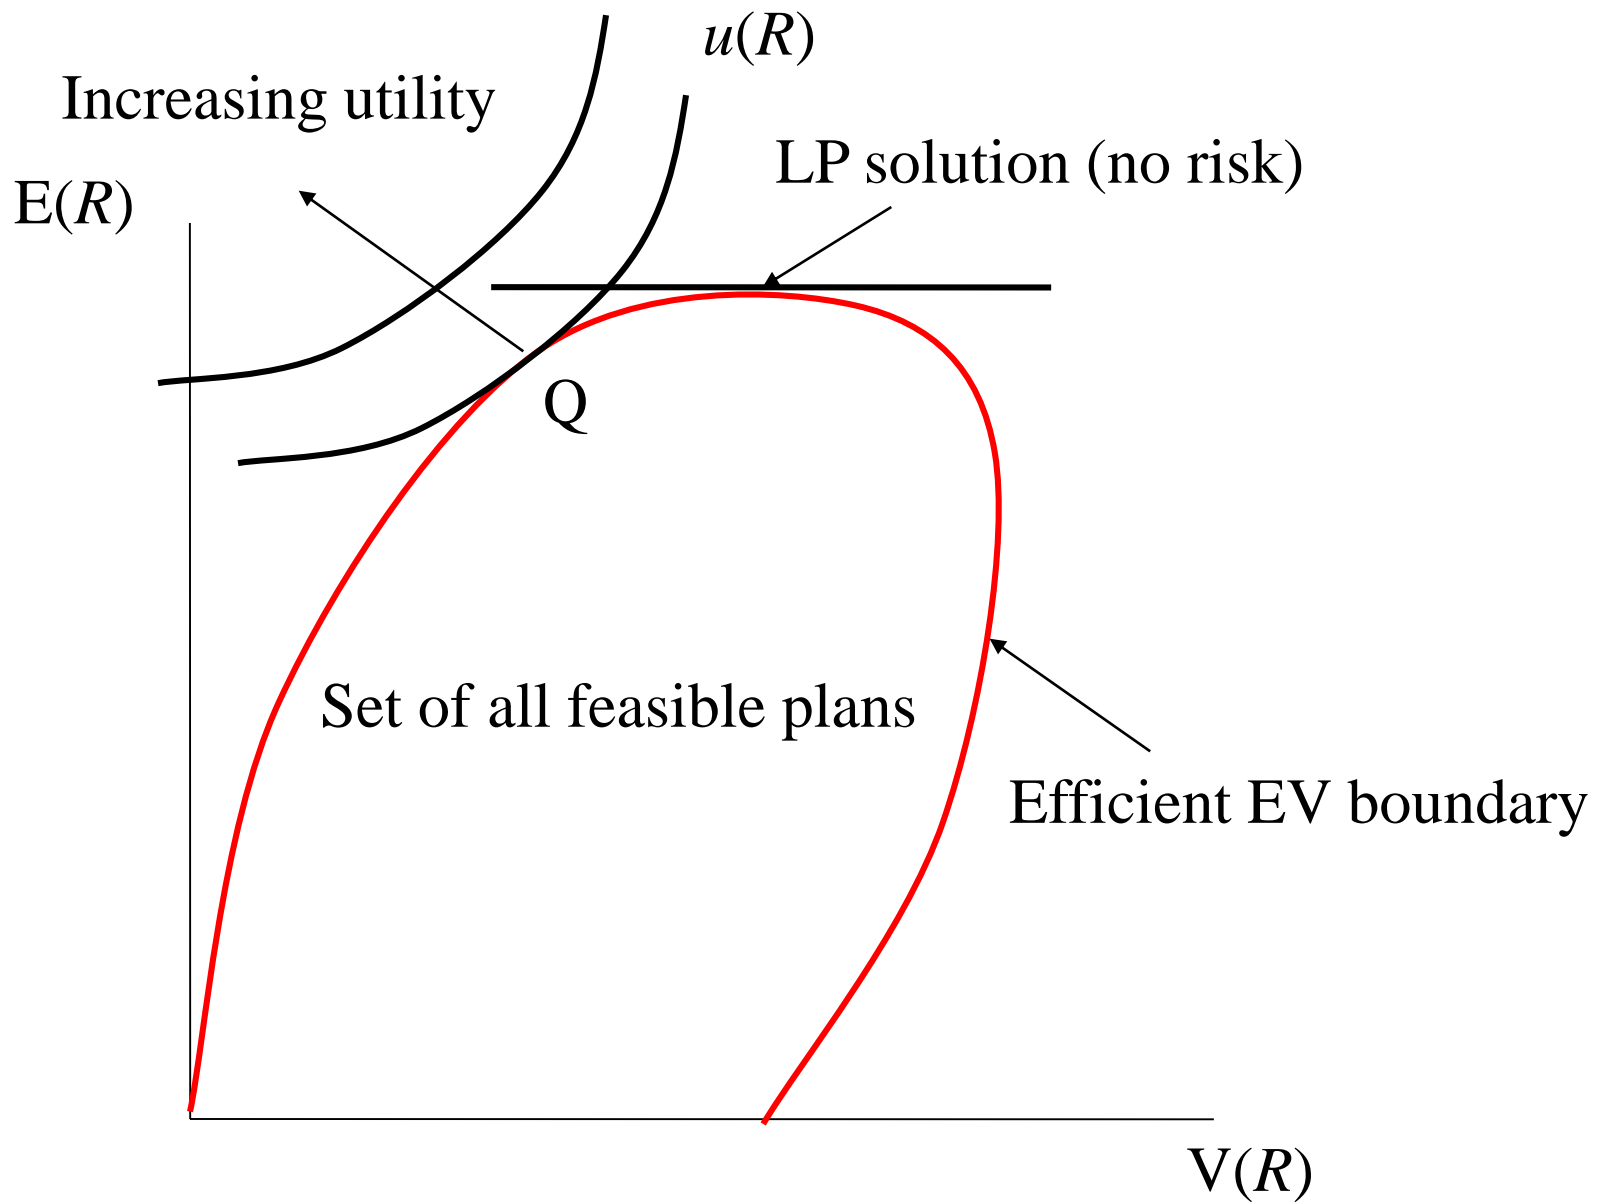 u(R)
Increasing utility
LP solution (no risk)
E(R)
Q
Set of all feasible plans
Efficient EV boundary
V(R)